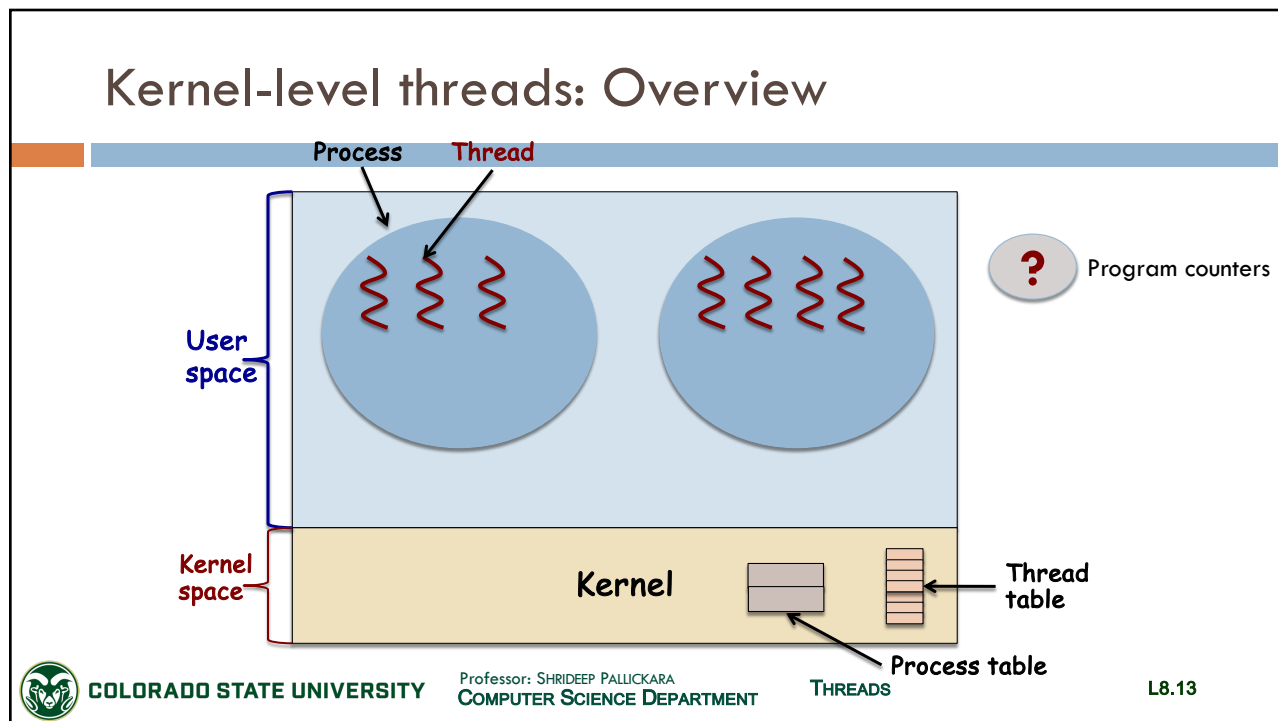 Kernel-level threads: Overview
Process
Thread
?
Program counters
User
space
Kernel
space
Kernel
Thread
table
Process table
COLORADO STATE UNIVERSITY
Professor: SHRIDEEP PALLICKARA
COMPUTER SCIENCE DEPARTMENT
THREADS
L8.13